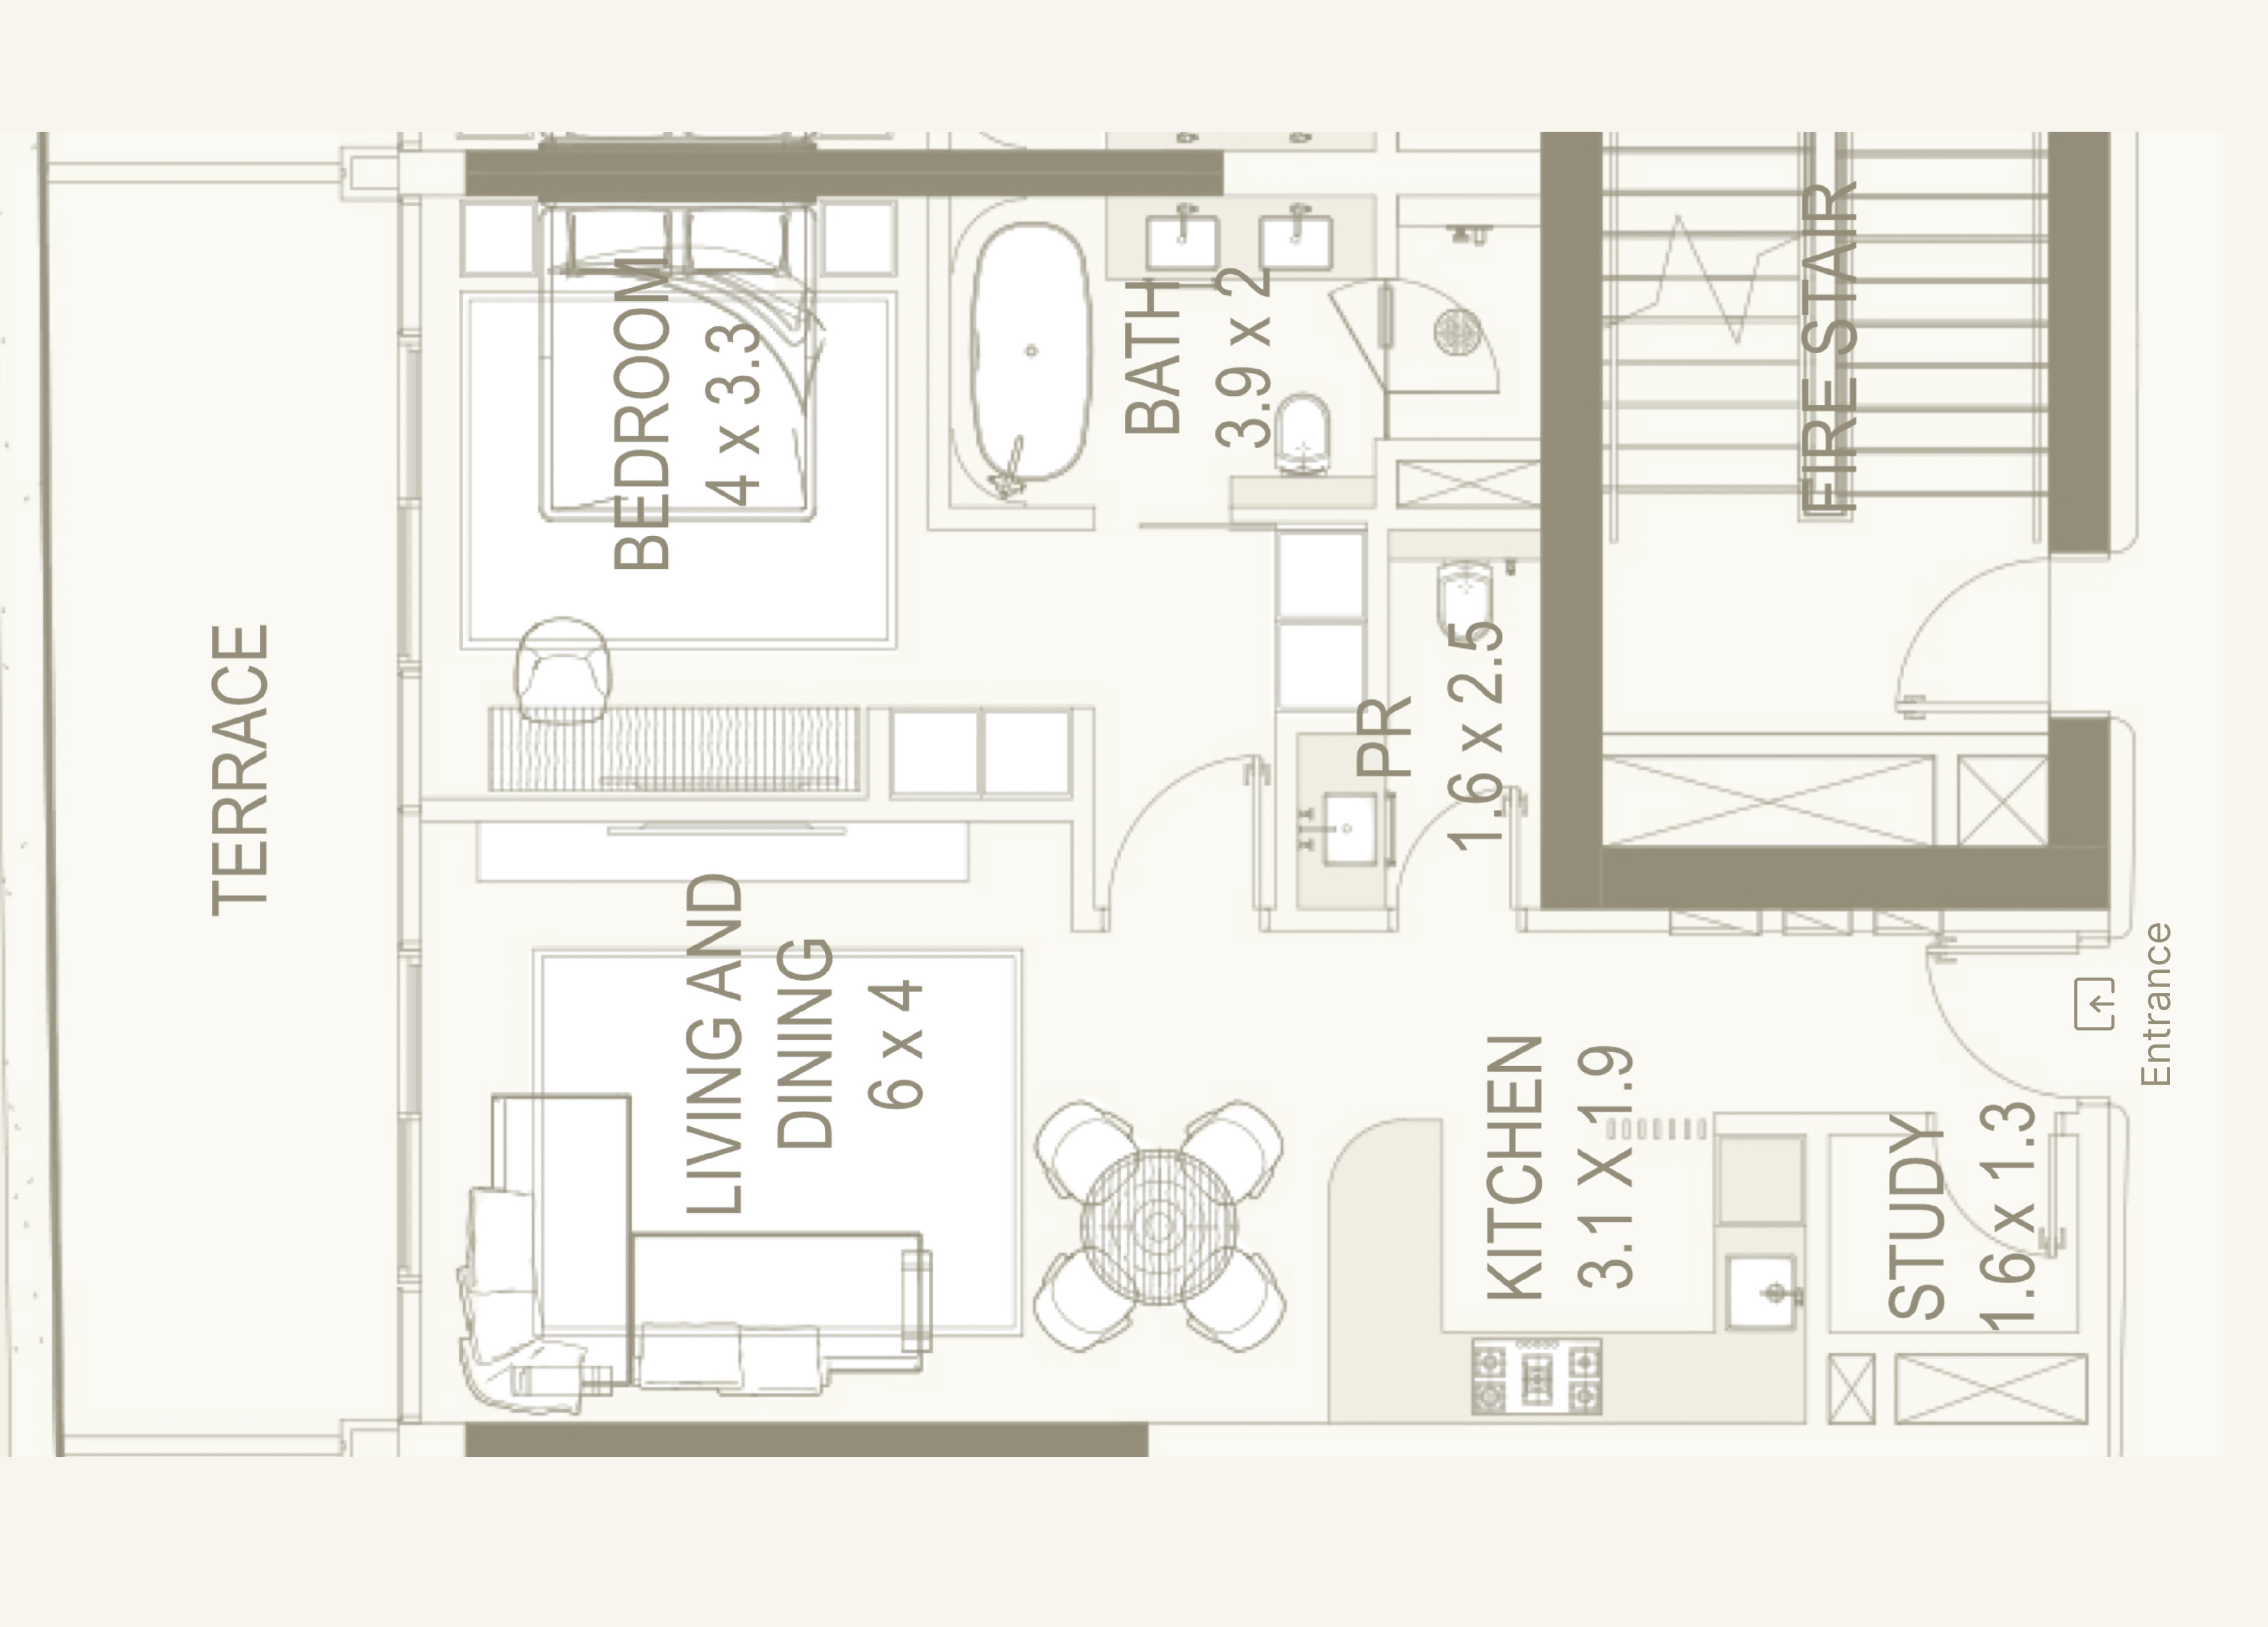 TERRACE
BEDROOM
4 x 3.3
LIVING AND
DINING
6 x 4
BATH
3.9 x 2
PR
1.6 x 2.5
KITCHEN
3.1 X 1.9
FIRE STAIR
STUDY
1.6 x 1.3
Entrance